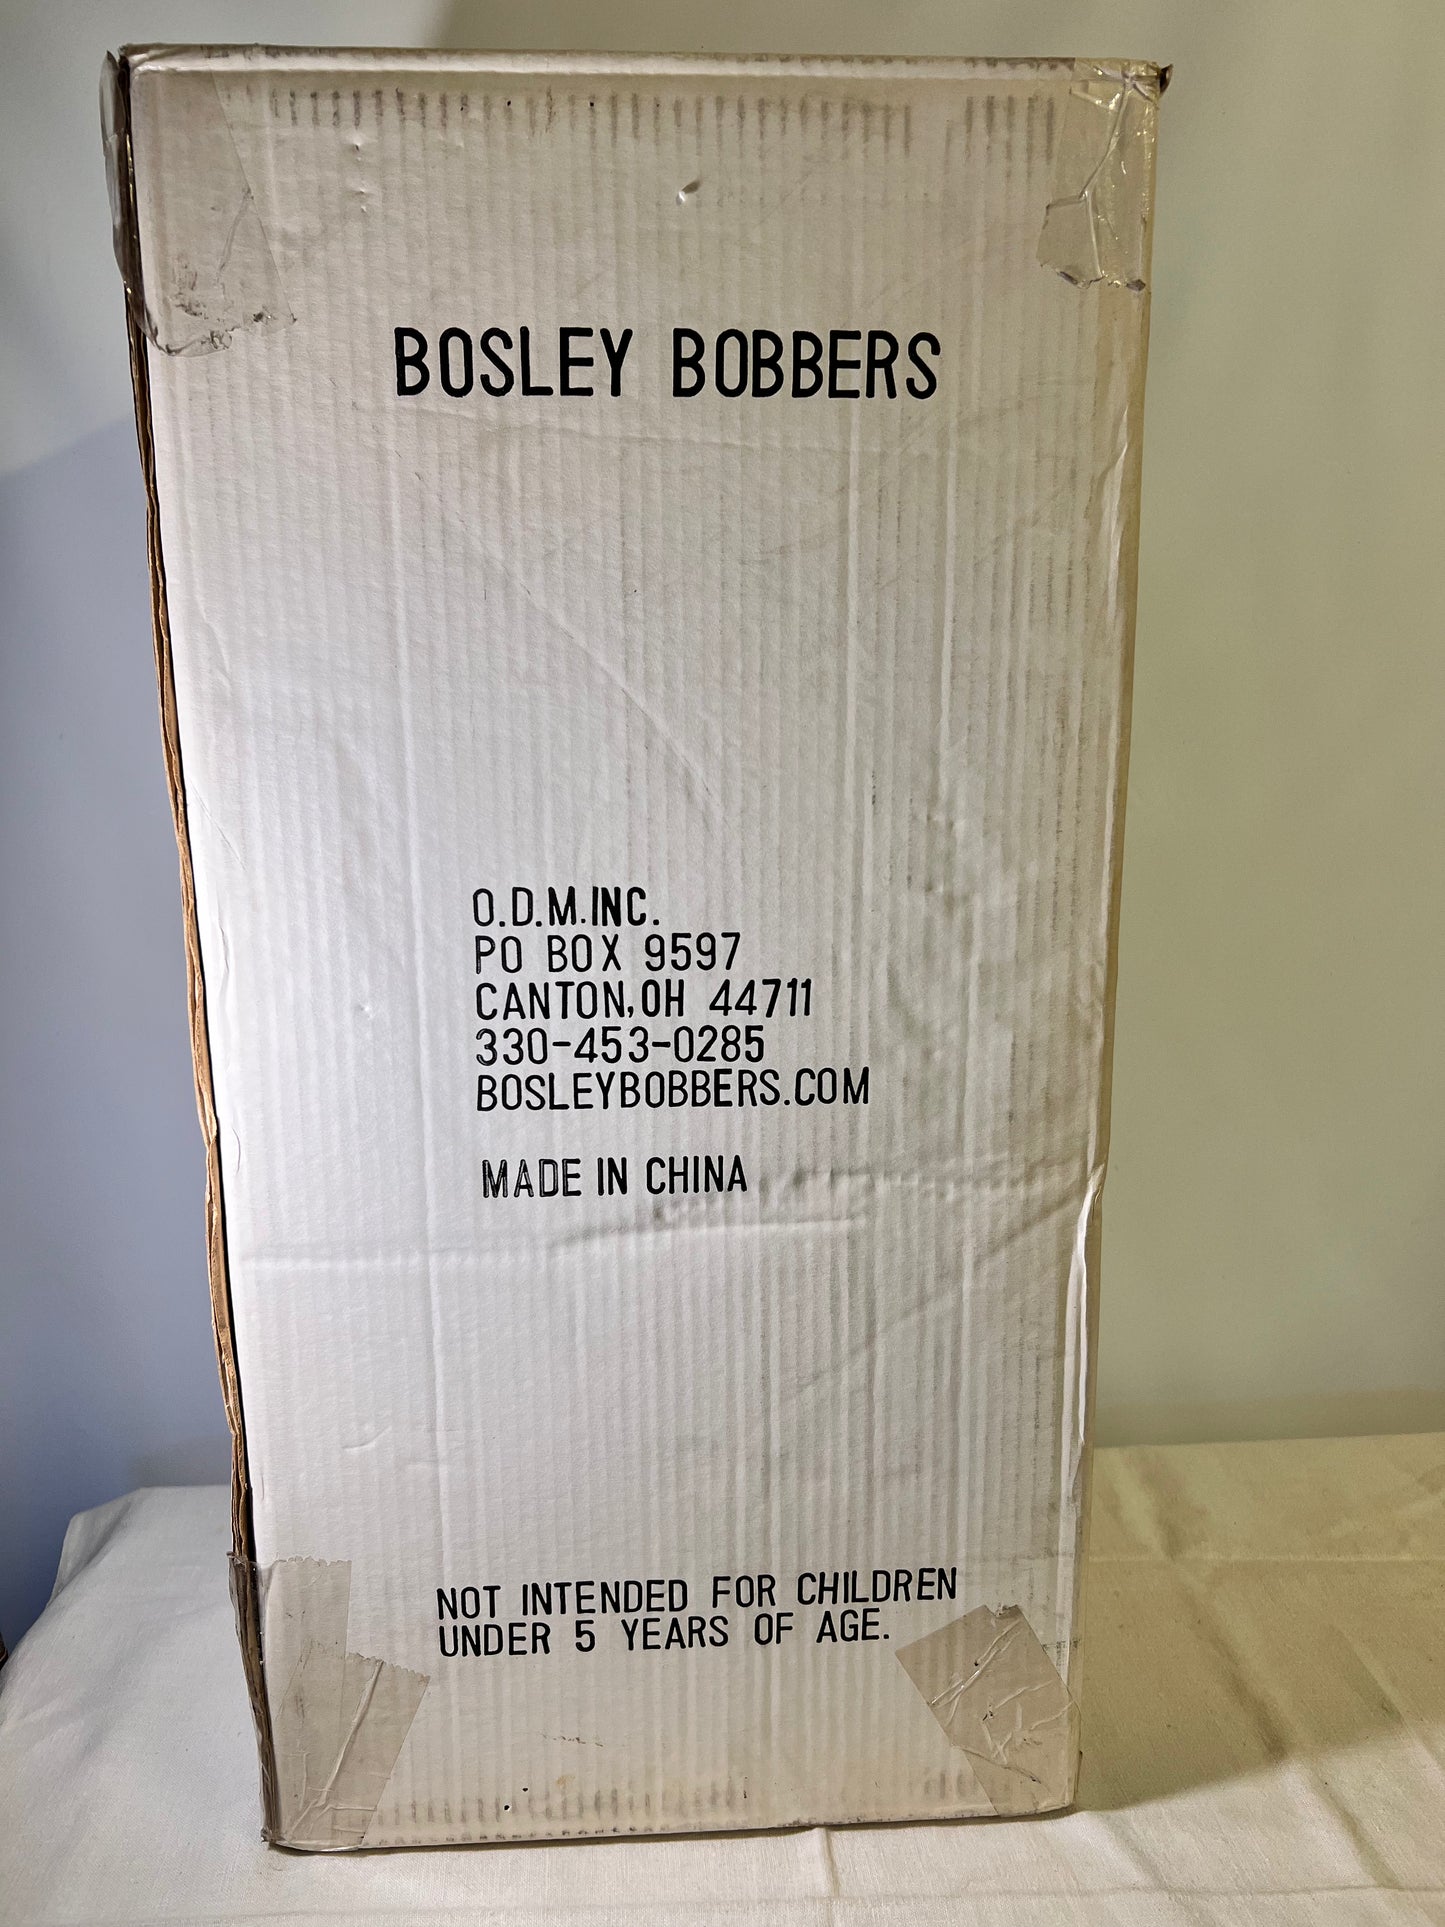 BOSLEY BOBBERS
O.D.M.INC.
PO BOX 9597
CANTON,OH 44711
330-453-0285
BOSLEYBOBBERS.COM
MADE IN CHINA
NOT INTENDED FOR CHILDREN
UNDER 5 YEARS OF AGE.